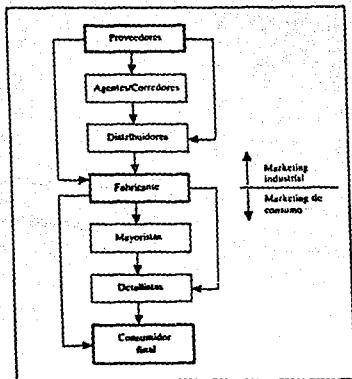 Proveedores
Agentes/Corredores
Distribuidores
Fabricante
Marketing
industrial
Marketing de
consumo
Mayoristas
Detallistas
Consumidor
final